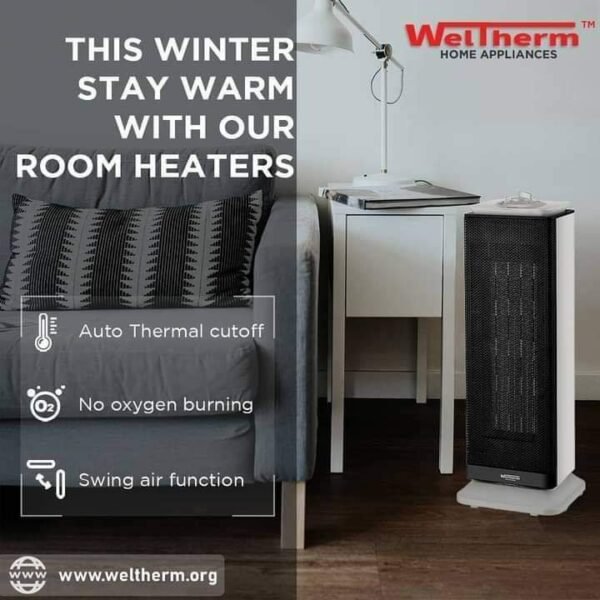 THIS WINTER
STAY WARM
WITH OUR
ROOM HEATERS
WelTherm™
HOME APPLIANCES
Auto Thermal cutoff
O2
No oxygen burning
Swing air function
www
www.weltherm.org